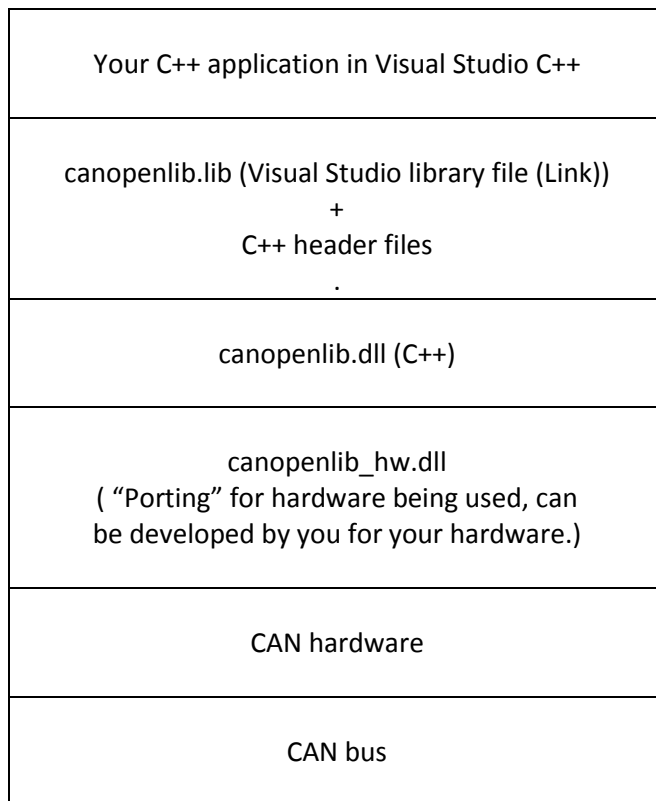 Your C++ application in Visual Studio C++
canopenlib.lib (Visual Studio library file (Link))
+
C++ header files
.
canopenlib.dll (C++)
canopenlib_hw.dll
( “Porting” for hardware being used, can
be developed by you for your hardware.)
CAN hardware
CAN bus